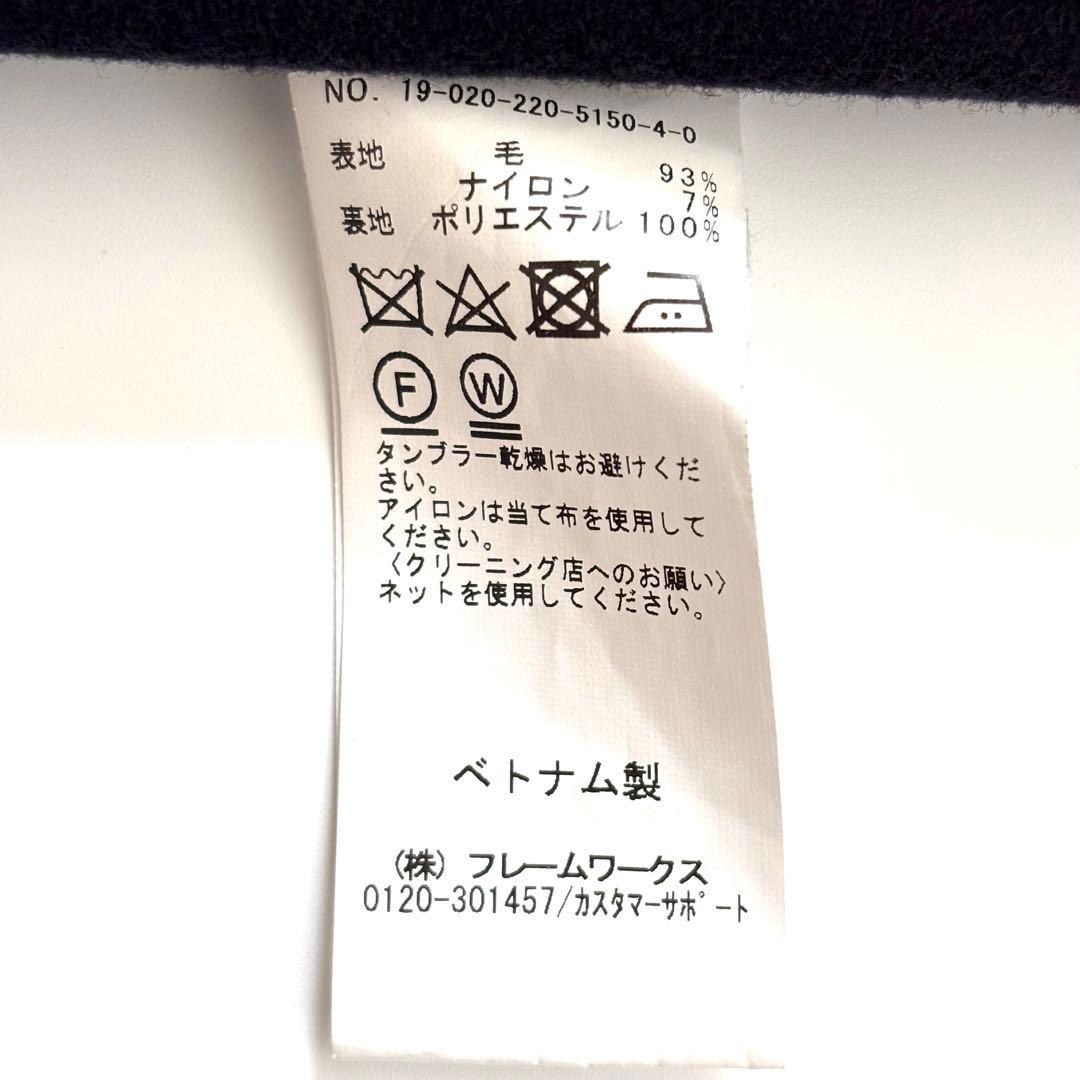 NO. 19-020-220-5150-4-0
表地 毛 93%
ナイロン 7%
裏地 ポリエステル 100%
F W
タンブラー乾燥はお避けくだ
さい。
アイロンは当て布を使用して
ください。
〈クリーニング店へのお願い〉
ネットを使用してください。
ベトナム製
(株) フレームワークス
0120-301457/カスタマーサポート